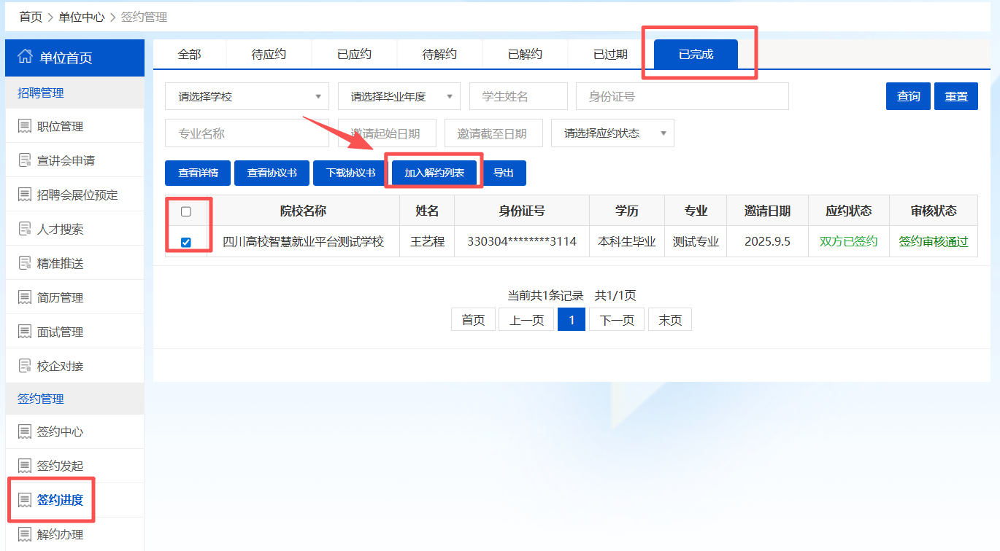 首页 > 单位中心 > 签约管理
单位首页
招聘管理
职位管理
宣讲会申请
招聘会展位预定
人才搜索
精准推送
简历管理
面试管理
校企对接
签约管理
签约中心
签约发起
签约进度
解约办理
全部 待应约 已应约 待解约 已解约 已过期 已完成
请选择学校 请选择毕业年度 学生姓名 身份证号 查询 重置
专业名称 邀请起始日期 邀请截至日期 请选择应约状态
查看详情 查看协议书 下载协议书 加入解约列表 导出
院校名称 姓名 身份证号 学历 专业 邀请日期 应约状态 审核状态
四川高校智慧就业平台测试学校 王艺程 330304********3114 本科生毕业 测试专业 2025.9.5 双方已签约 签约审核通过
当前共1条记录 共1/1页
首页 上一页 1 下一页 末页